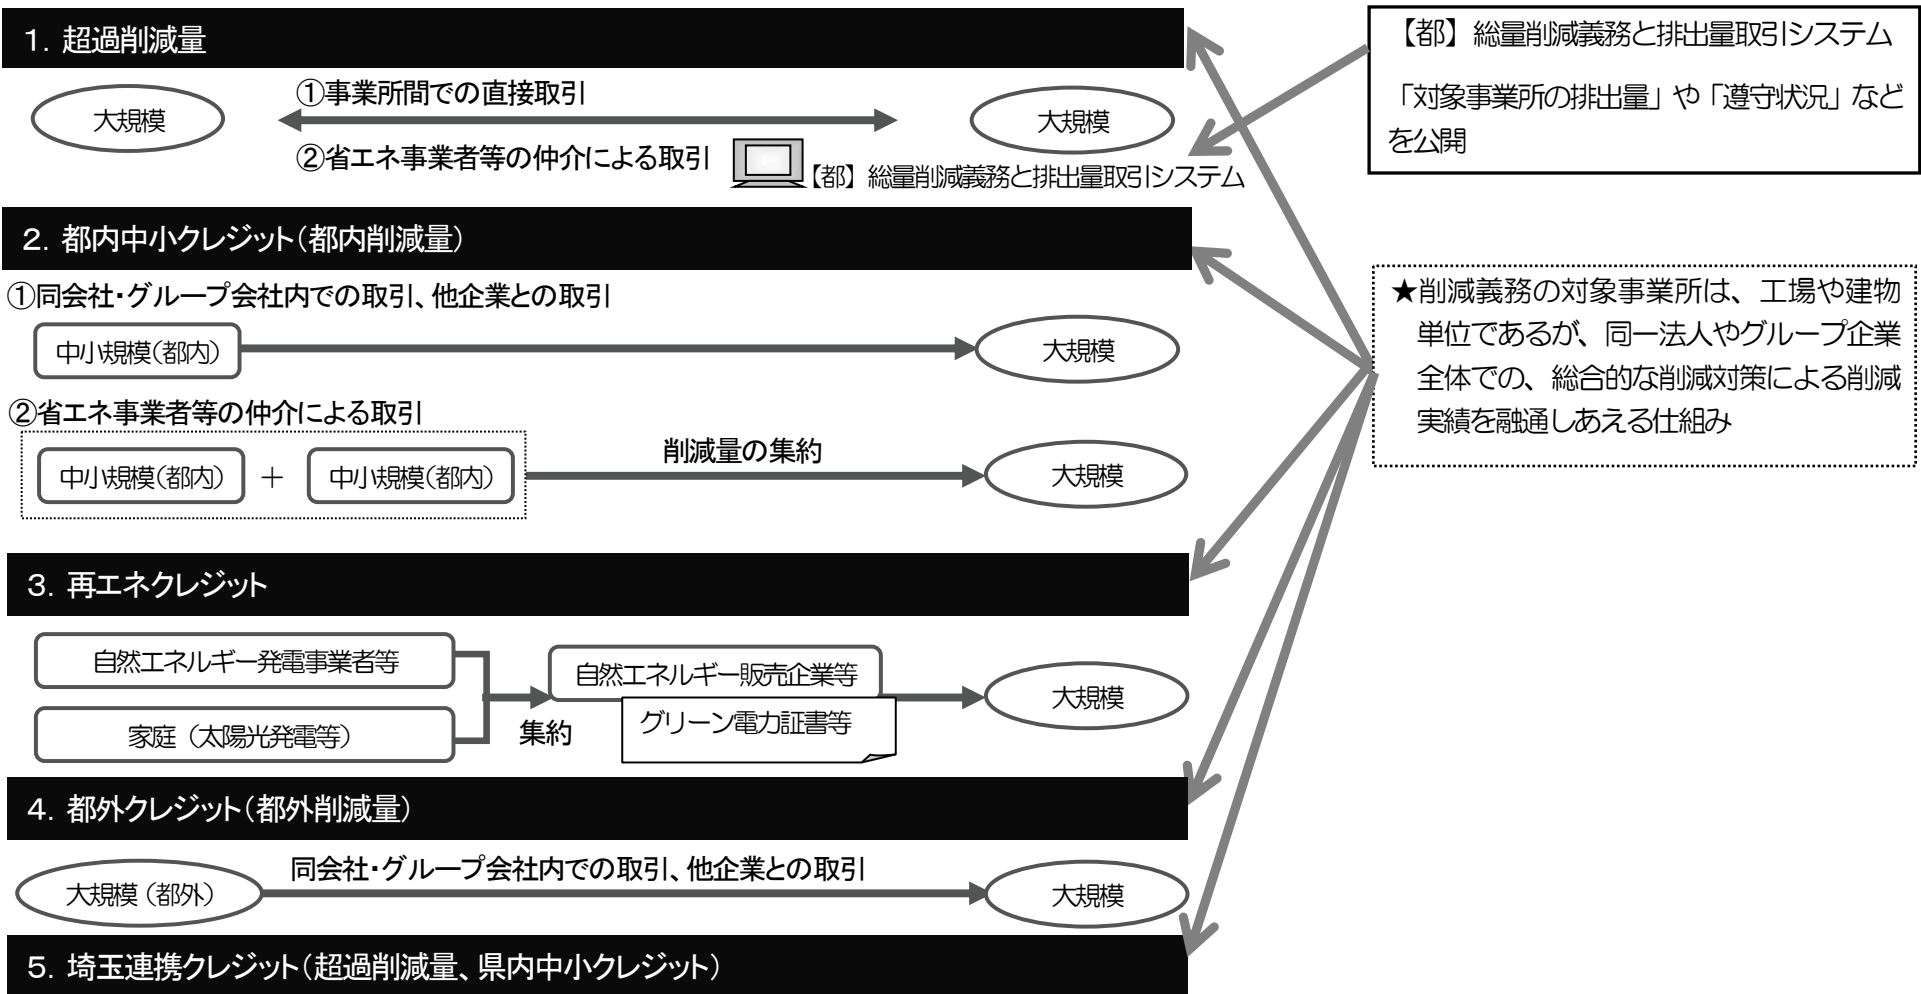 １．超過削減量
大規模
①事業所間での直接取引
②省エネ事業者等の仲介による取引
大規模
【都】総量削減義務と排出量取引システム
【都】総量削減義務と排出量取引システム
「対象事業所の排出量」や「遵守状況」など
を公開
２．都内中小クレジット（都内削減量）
①同会社・グループ会社内での取引、他企業との取引
中小規模（都内）
大規模
②省エネ事業者等の仲介による取引
中小規模（都内）
＋
中小規模（都内）
削減量の集約
大規模
★削減義務の対象事業所は、工場や建物
単位であるが、同一法人やグループ企業
全体での、総合的な削減対策による削減
実績を融通しあえる仕組み
３．再エネクレジット
自然エネルギー発電事業者等
家庭（太陽光発電等）
集約
自然エネルギー販売企業等
グリーン電力証書等
大規模
４．都外クレジット（都外削減量）
大規模（都外）
同会社・グループ会社内での取引、他企業との取引
大規模
５．埼玉連携クレジット（超過削減量、県内中小クレジット）